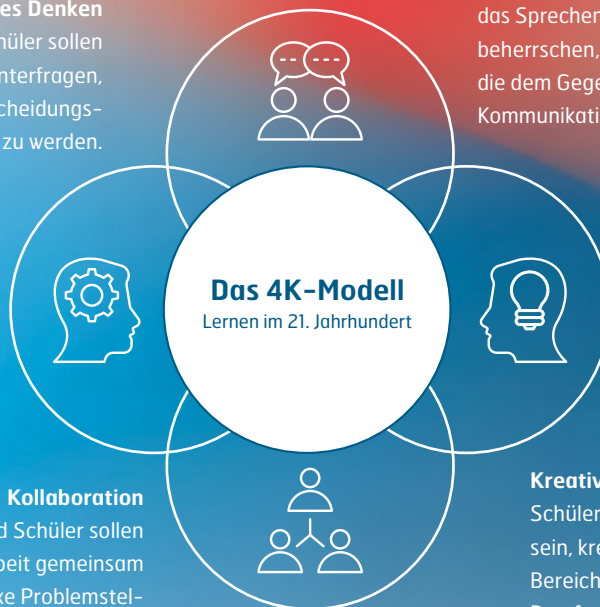 es Denken
hüler sollen
nterfragen,
cheidungs-
zu werden.
das Sprechen
beherrschen,
die dem Gege
Kommunikati
Das 4K-Modell
Lernen im 21. Jahrhundert
Kollaboration
d Schüler sollen
beit gemeinsam
xe Problemstel-
Kreativ
Schüler
sein, kre
Bereich